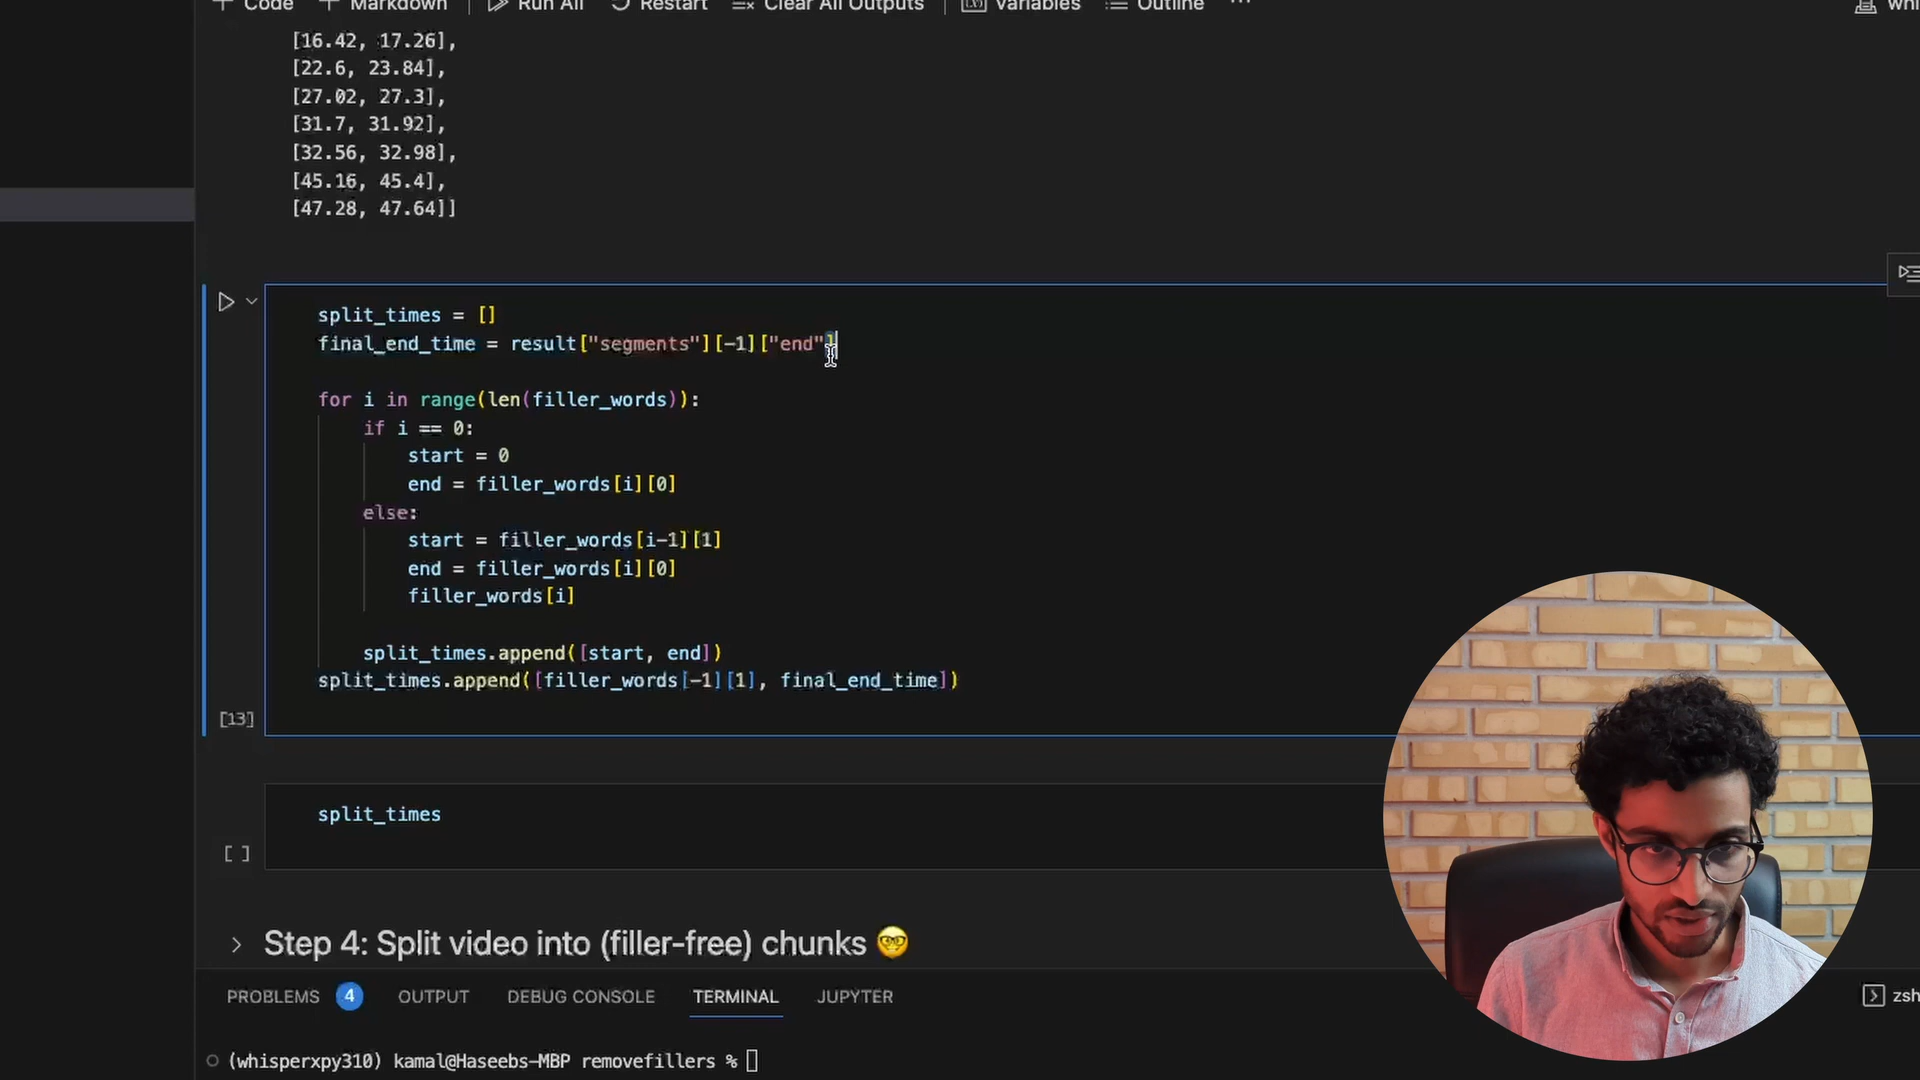 Code Markdown Run All Restart Clear All Outputs Variables Outline ...
[16.42, 17.26],
[22.6, 23.84],
[27.02, 27.3],
[31.7, 31.92],
[32.56, 32.98],
[45.16, 45.4],
[47.28, 47.64]]
split_times = []
final_end_time = result["segments"][-1]["end"]
for i in range(len(filler_words)):
if i == 0:
start = 0
end = filler_words[i][0]
else:
start = filler_words[i-1][1]
end = filler_words[i][0]
filler_words[i]
split_times.append([start, end])
split_times.append([filler_words[-1][1], final_end_time])
[13]
split_times
[ ]
Step 4: Split video into (filler-free) chunks 🤓
PROBLEMS 4 OUTPUT DEBUG CONSOLE TERMINAL JUPYTER
zsh
(whisperxpy310) kamal@Haseebs-MBP removefillers %